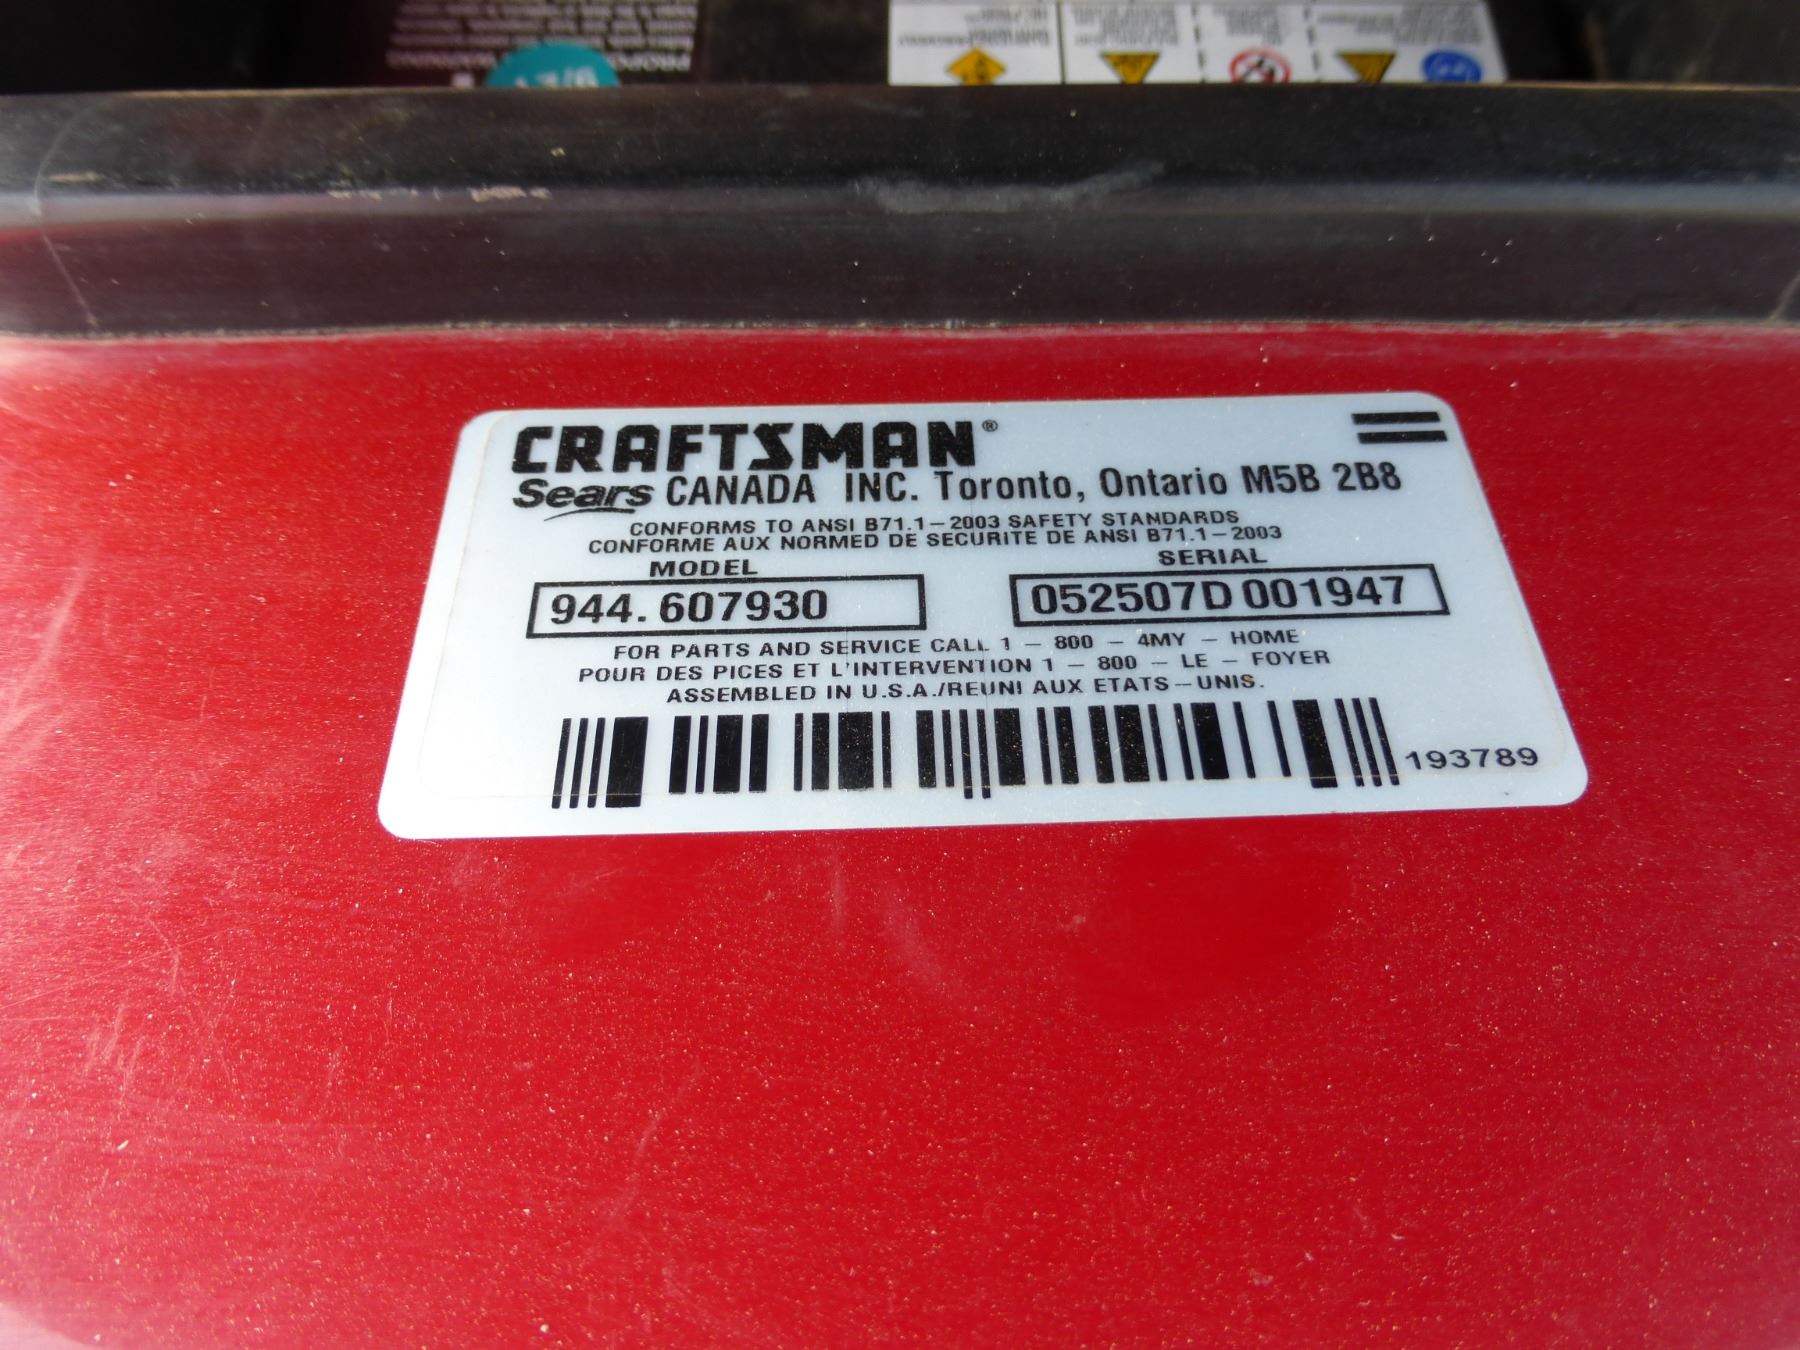 PROPO
CRAFTSMAN®
Sears CANADA INC. Toronto, Ontario M5B 2B8
CONFORMS TO ANSI B71.1–2003 SAFETY STANDARDS
CONFORME AUX NORMED DE SECURITE DE ANSI B71.1–2003
MODEL SERIAL
944.607930 052507D 001947
FOR PARTS AND SERVICE CALL 1 – 800 – 4MY – HOME
POUR DES PICES ET L'INTERVENTION 1 – 800 – LE – FOYER
ASSEMBLED IN U.S.A./REUNI AUX ETATS–UNIS.
193789